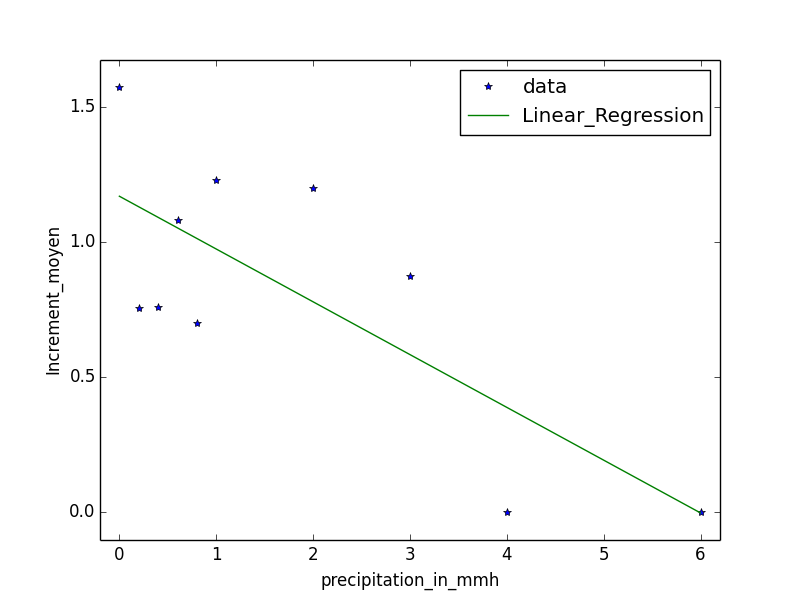 data
Linear_Regression
1.5
1.0
0.5
0.0
Increment_moyen
0 1 2 3 4 5 6
precipitation_in_mmh